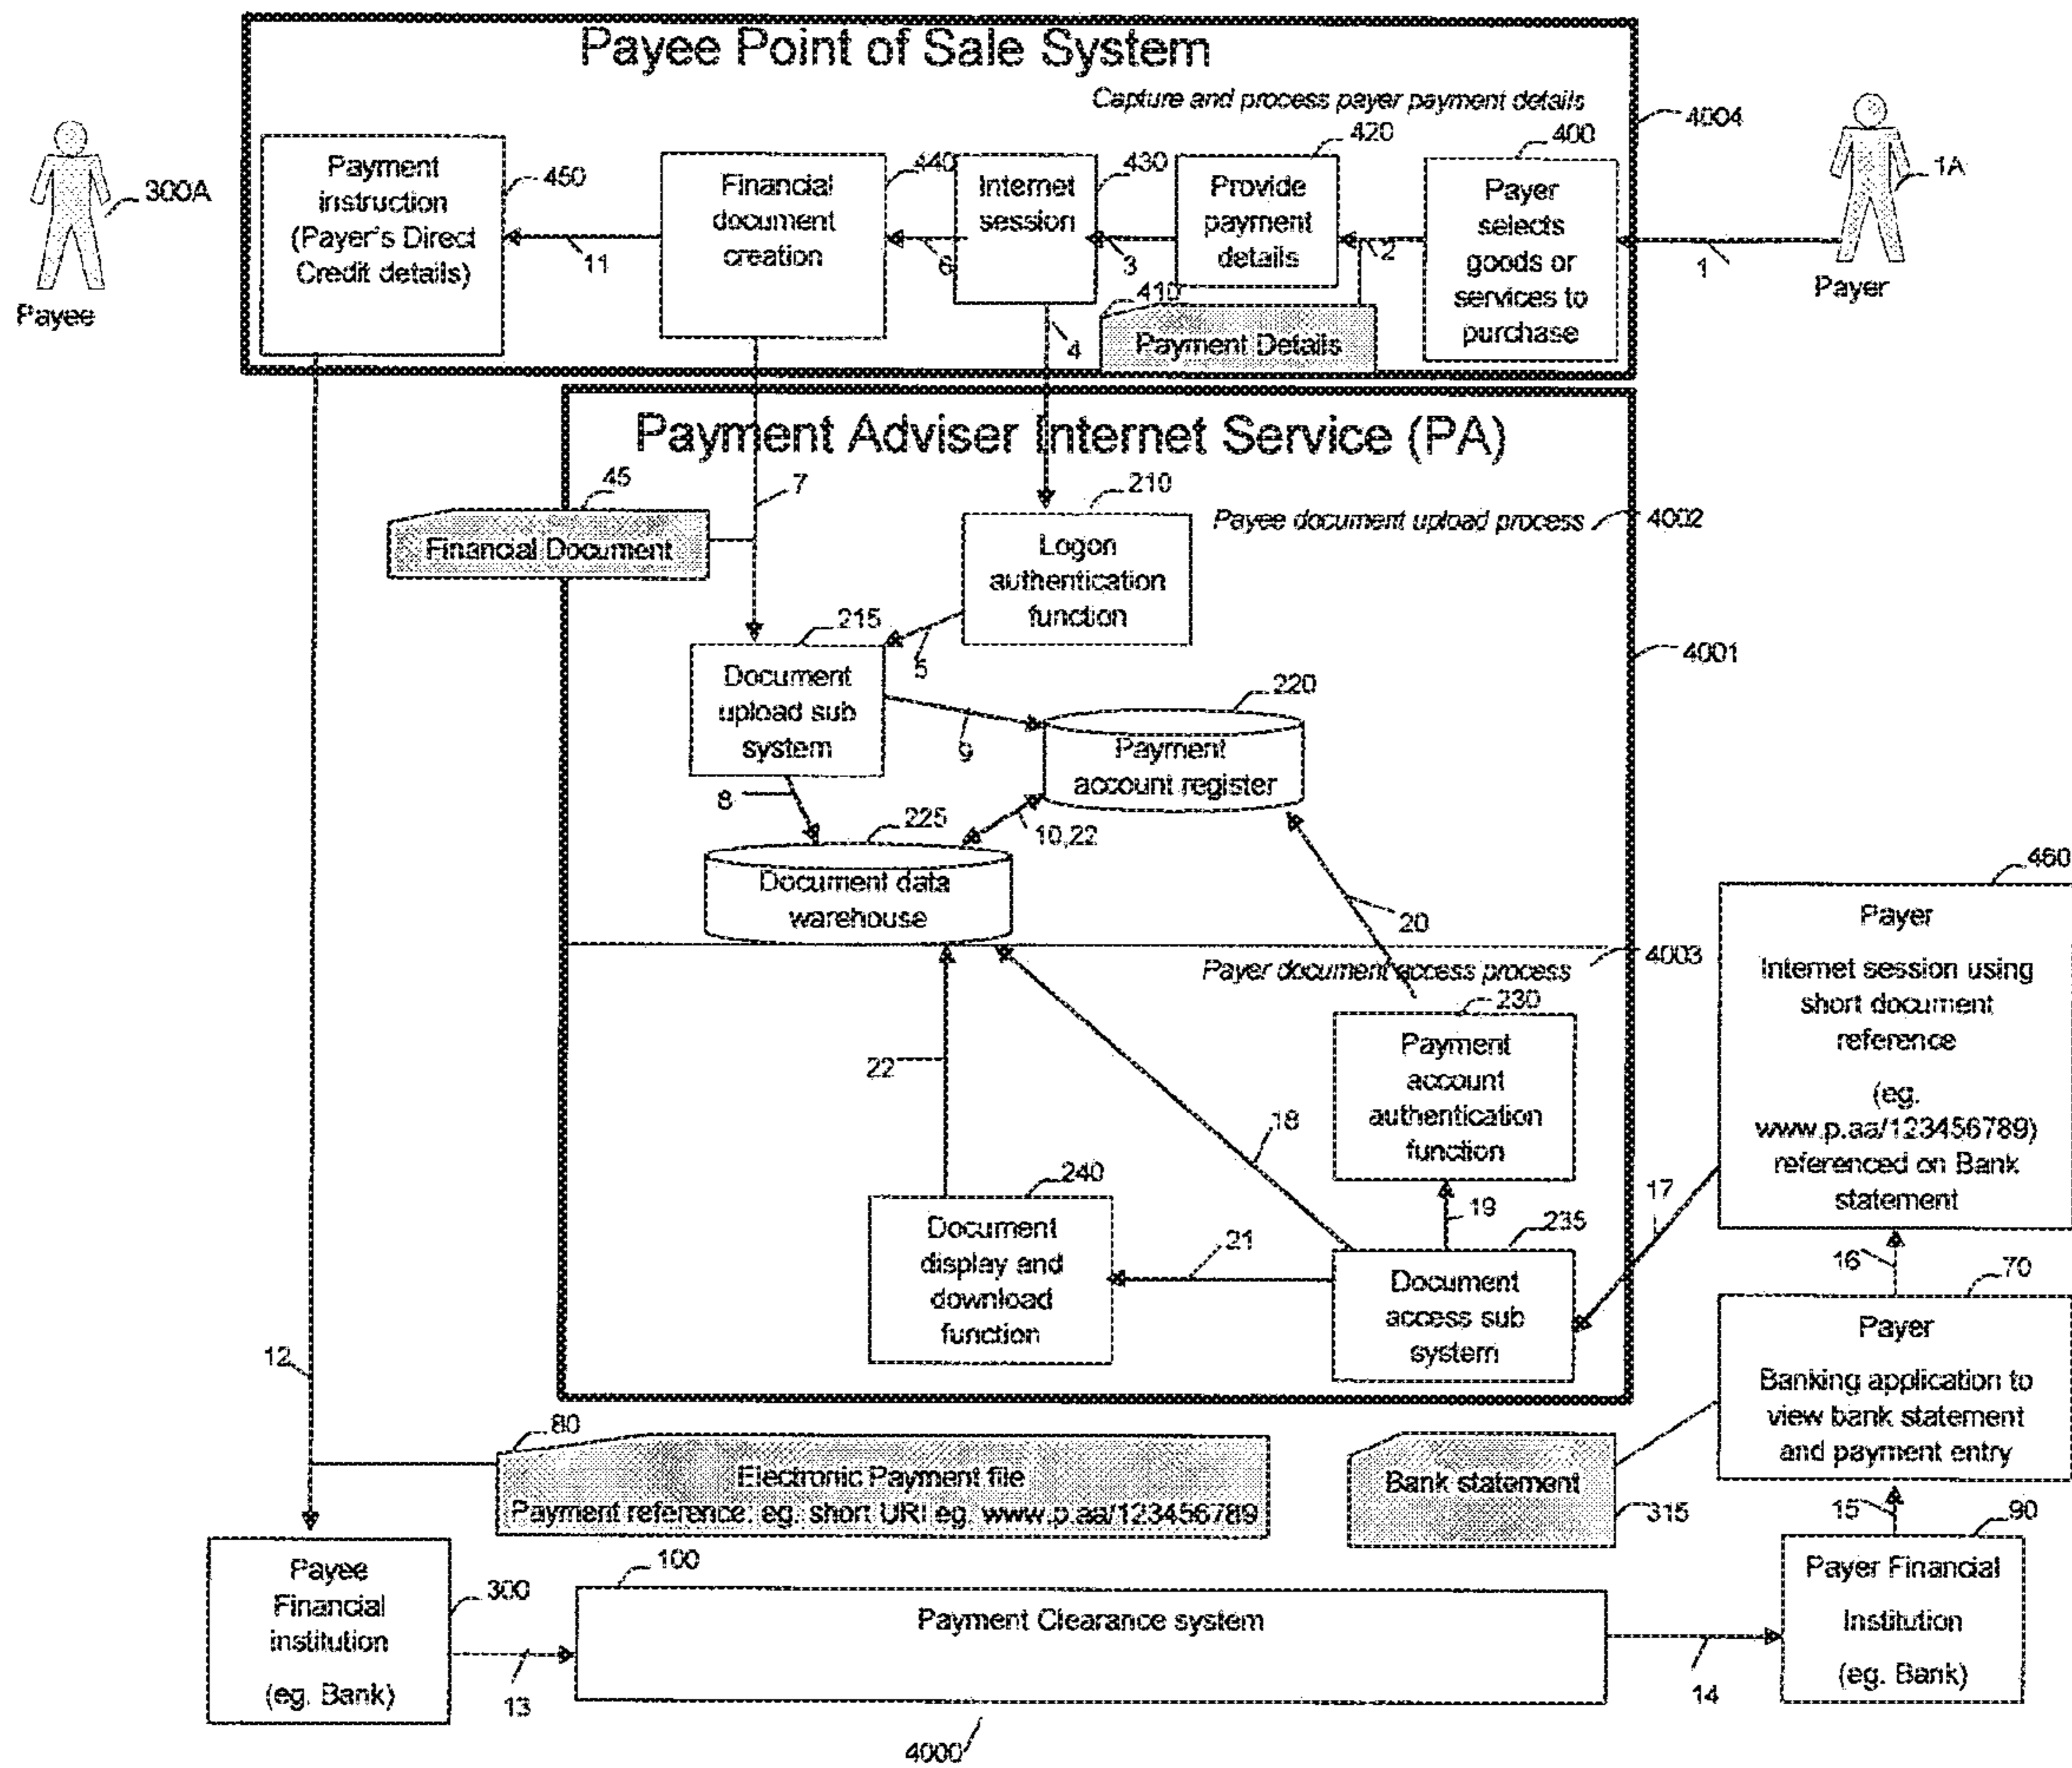 Payee Point of Sale System
Capture and process payer payment details
4004
300A
Payee
Payment
instruction
(Payer's Direct
Credit details)
450
11
Financial
document
creation
440
6
Internet
session
430
3
4
Provide
payment
details
420
2
410
Payment Details
Payer
selects
goods or
services to
purchase
400
1
1A
Payer
Payment Adviser Internet Service (PA)
45
Financial Document
7
210
Payee document upload process
4002
Logon
authentication
function
4001
5
215
Document
upload sub
system
9
220
Payment
account register
8
225
10,22
Document data
warehouse
20
Payer document access process
4003
230
Payment
account
authentication
function
22
18
19
240
Document
display and
download
function
21
235
Document
access sub
system
17
460
Payer
Internet session using
short document
reference
(eg.
www.p.aa/123456789)
referenced on Bank
statement
16
70
Payer
Banking application to
view bank statement
and payment entry
12
80
Electronic Payment file
Payment reference: eg. short URI eg. www.p.aa/123456789
Bank statement
315
15
90
Payee
Financial
institution
(eg. Bank)
300
13
100
Payment Clearance system
14
Payer Financial
Institution
(eg. Bank)
4000